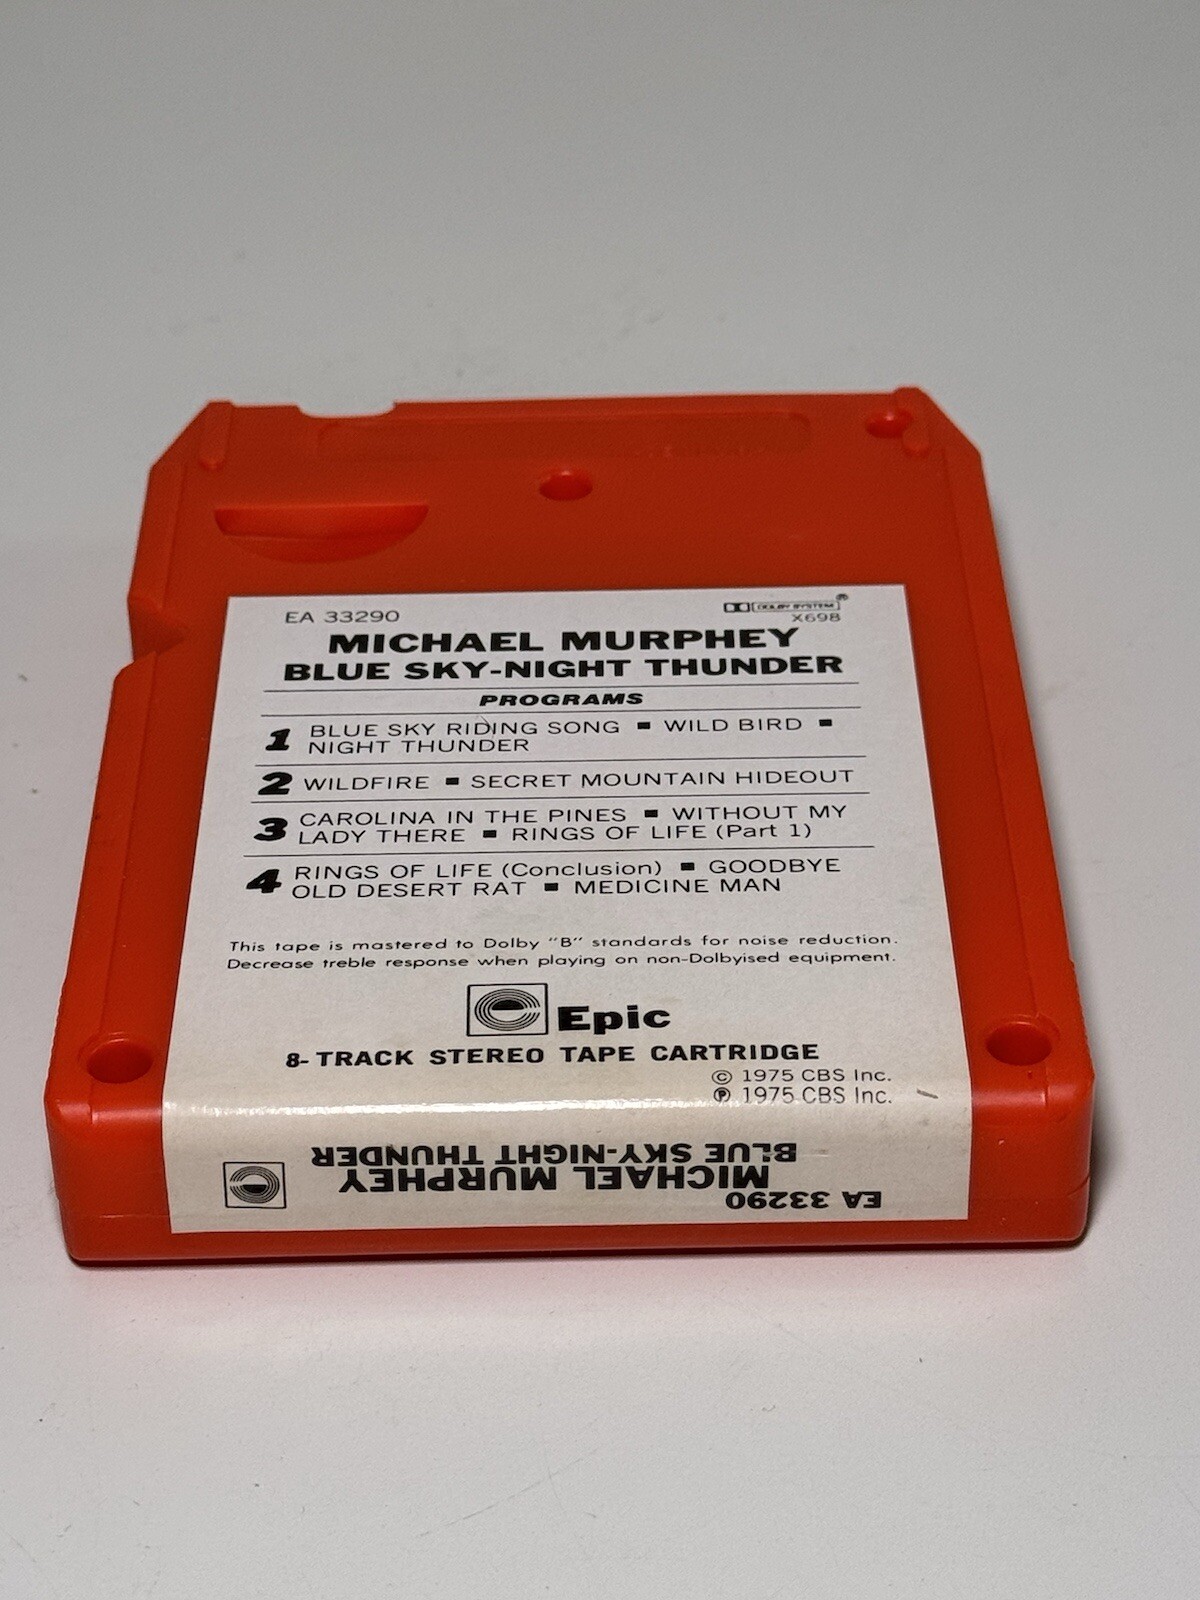 EA 33290
DOLBY SYSTEM®
X698
MICHAEL MURPHEY
BLUE SKY-NIGHT THUNDER
PROGRAMS
1 BLUE SKY RIDING SONG ▪ WILD BIRD ▪
NIGHT THUNDER
2 WILDFIRE ▪ SECRET MOUNTAIN HIDEOUT
3 CAROLINA IN THE PINES ▪ WITHOUT MY
LADY THERE ▪ RINGS OF LIFE (Part 1)
4 RINGS OF LIFE (Conclusion) ▪ GOODBYE
OLD DESERT RAT ▪ MEDICINE MAN
This tape is mastered to Dolby "B" standards for noise reduction.
Decrease treble response when playing on non-Dolbyised equipment.
Epic
8-TRACK STEREO TAPE CARTRIDGE
© 1975 CBS Inc.
℗ 1975 CBS Inc.
EA 33290
MICHAEL MURPHEY
BLUE SKY-NIGHT THUNDER